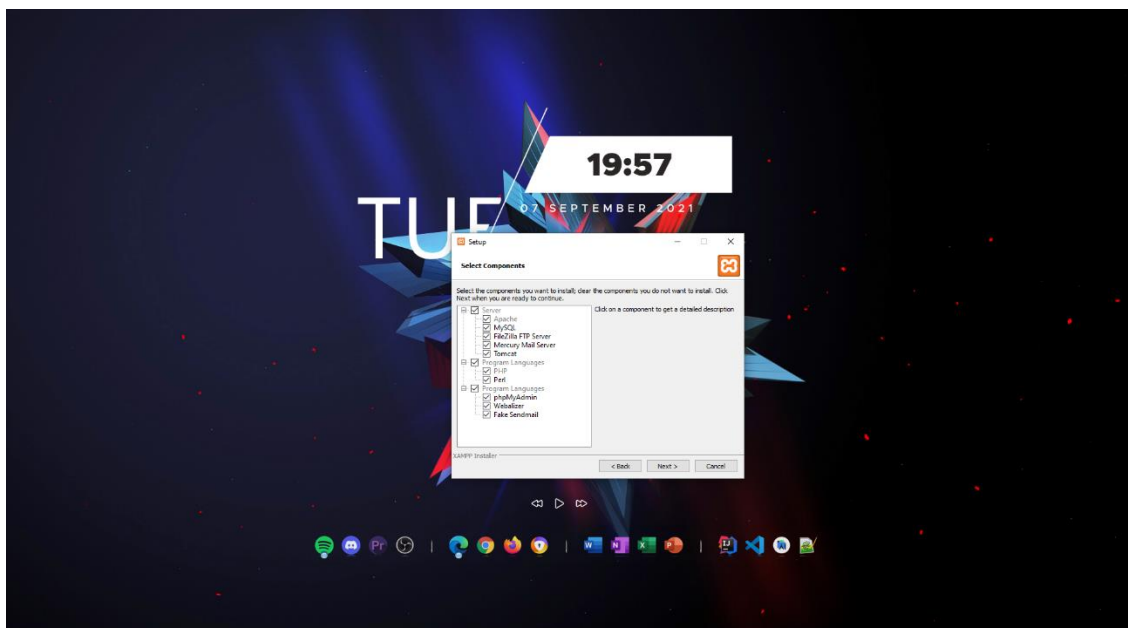 19:57
TUE
07 SEPTEMBER 2021
Setup
Select Components
Select the components you want to install; clear the components you do not want to install. Click
Next when you are ready to continue.
Server
Apache
MySQL
FileZilla FTP Server
Mercury Mail Server
Tomcat
Program Languages
PHP
Perl
Program Languages
phpMyAdmin
Webalizer
Fake Sendmail
Click on a component to get a detailed description
XAMPP Installer
< Back
Next >
Cancel
Pr
W
N
X
P
IJ